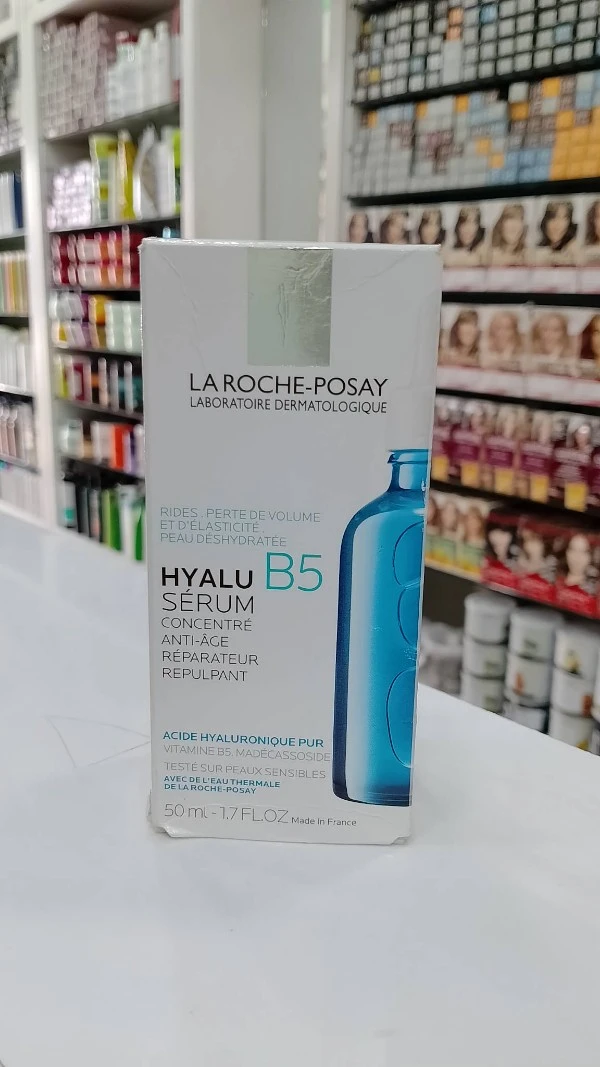 LA ROCHE-POSAY
LABORATOIRE DERMATOLOGIQUE
RIDES . PERTE DE VOLUME
ET D'ÉLASTICITÉ .
PEAU DÉSHYDRATÉE
HYALU B5
SÉRUM
CONCENTRÉ
ANTI-ÂGE
RÉPARATEUR
REPULPANT
ACIDE HYALURONIQUE PUR
VITAMINE B5. MADÉCASSOSIDE
TESTÉ SUR PEAUX SENSIBLES
AVEC DE L'EAU THERMALE
DE LA ROCHE-POSAY
50 mL - 1.7 FL.OZ Made in France